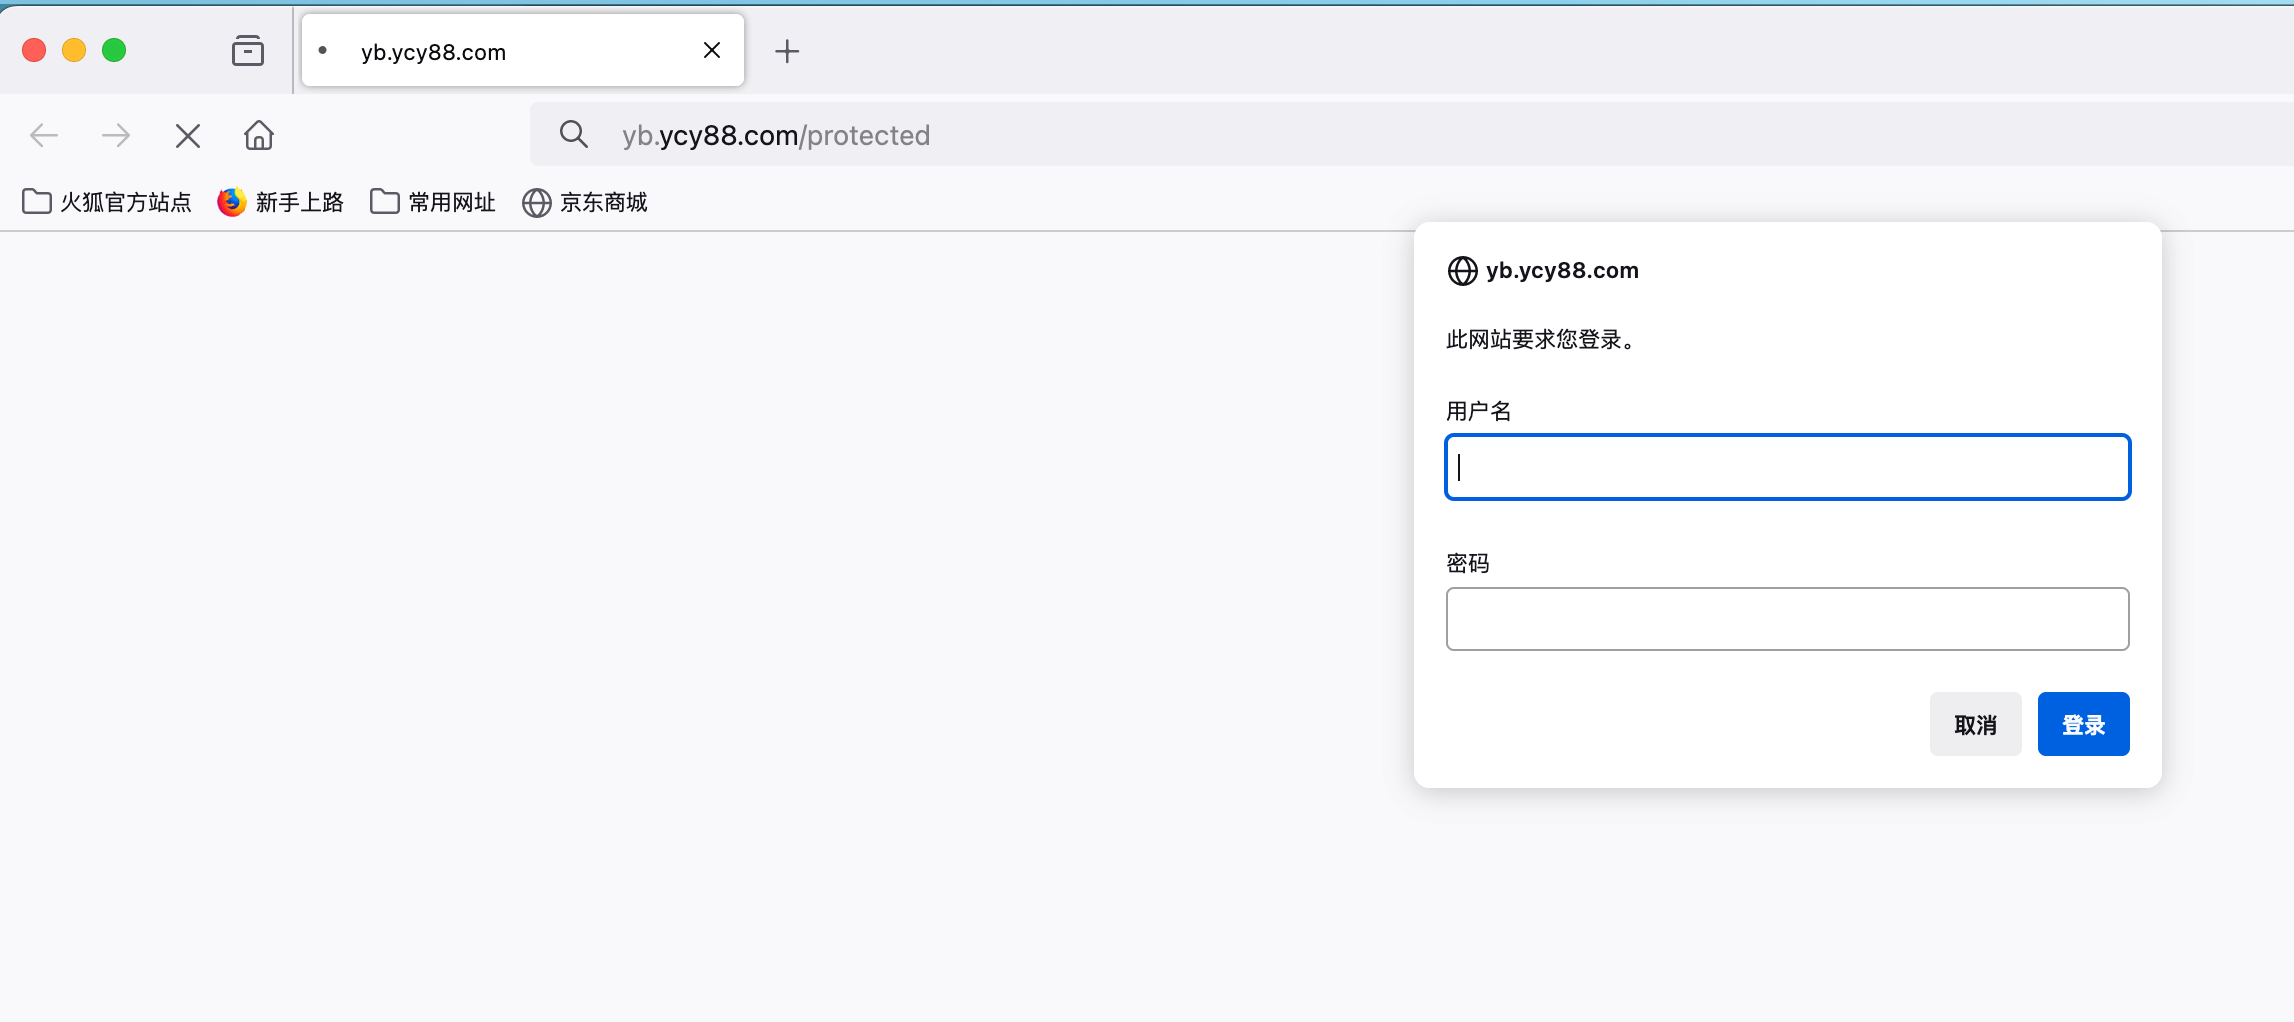 yb.ycy88.com
yb.ycy88.com/protected
火狐官方站点 新手上路 常用网址 京东商城
yb.ycy88.com
此网站要求您登录。
用户名
密码
取消 登录